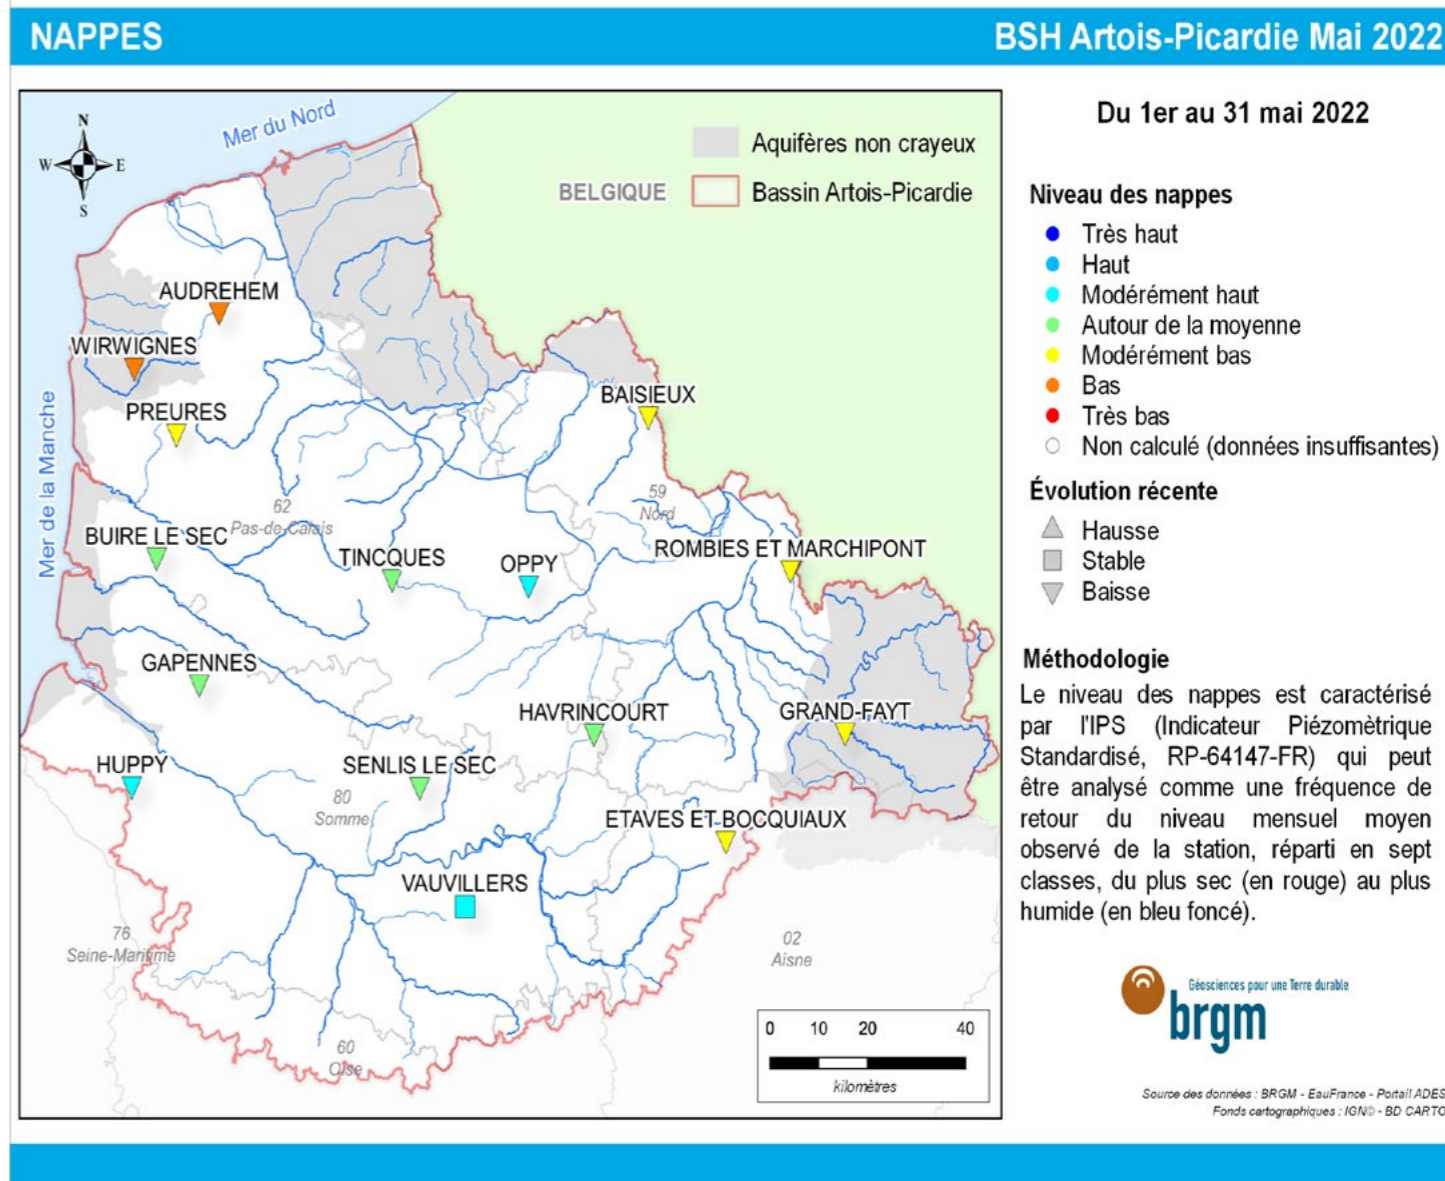 NAPPES
BSH Artois-Picardie Mai 2022
Mer du Nord
N
W
E
S
Aquifères non crayeux
BELGIQUE
Bassin Artois-Picardie
AUDREHEM
WIRWIGNES
PREURES
BAISIEUX
Mer de la Manche
62
Pas-de-Calais
59
Nord
BUIRE LE SEC
TINCQUES
OPPY
ROMBIES ET MARCHIPONT
GAPENNES
HAVRINCOURT
GRAND-FAYT
HUPPY
SENLIS LE SEC
80
Somme
ETAVES ET BOCQUIAUX
VAUVILLERS
76
Seine-Maritime
02
Aisne
60
Oise
0 10 20 40
kilomètres
Du 1er au 31 mai 2022
Niveau des nappes
Très haut
Haut
Modérément haut
Autour de la moyenne
Modérément bas
Bas
Très bas
Non calculé (données insuffisantes)
Évolution récente
Hausse
Stable
Baisse
Méthodologie
Le niveau des nappes est caractérisé
par l'IPS (Indicateur Piézomètrique
Standardisé, RP-64147-FR) qui peut
être analysé comme une fréquence de
retour du niveau mensuel moyen
observé de la station, réparti en sept
classes, du plus sec (en rouge) au plus
humide (en bleu foncé).
Géosciences pour une Terre durable
brgm
Source des données : BRGM - EauFrance - Portail ADES
Fonds cartographiques : IGN© - BD CARTO